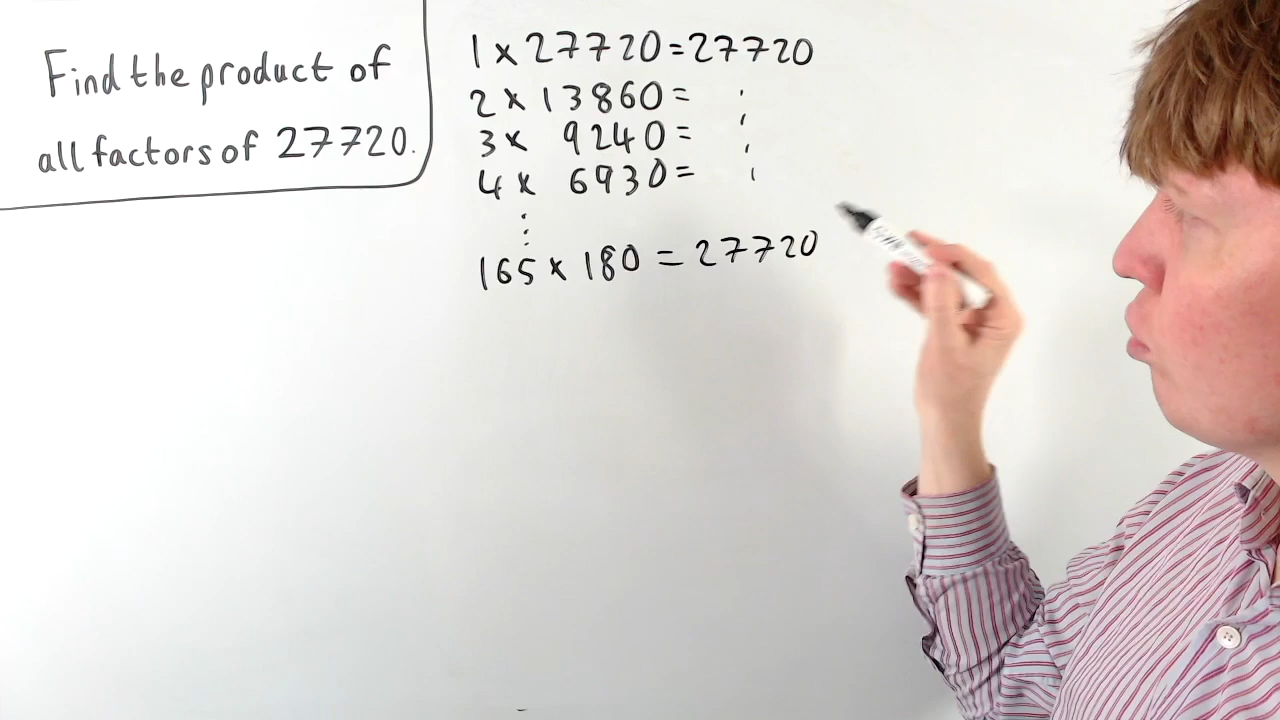 Find the product of
all factors of 27720.
1 × 27720 = 27720
2 × 13860 =
3 × 9240 =
4 × 6930 =
⋮
165 × 180 = 27720